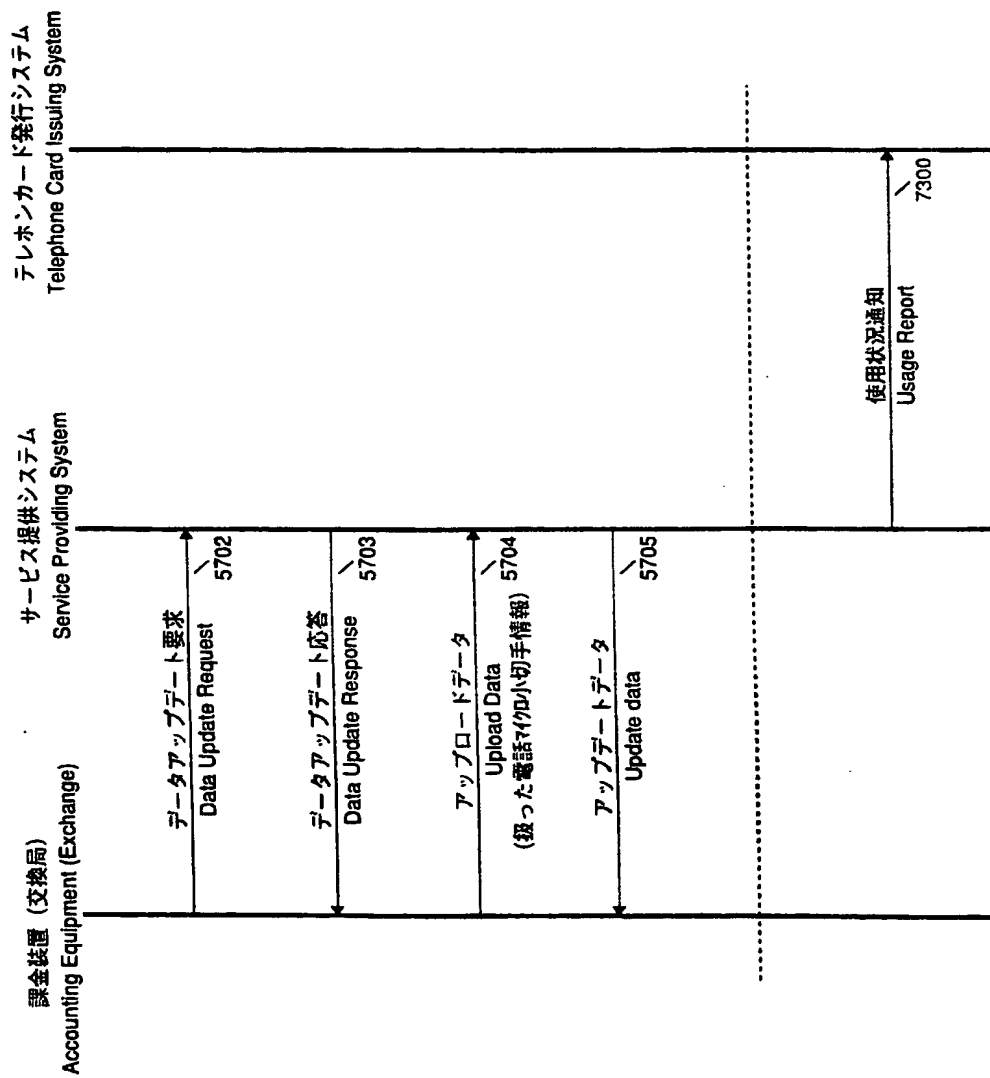 課金装置 (交換局)
Accounting Equipment (Exchange)
サービス提供システム
Service Providing System
テレホンカード発行システム
Telephone Card Issuing System
データアップデート要求
Data Update Request
5702
データアップデート応答
Data Update Response
5703
アップロードデータ
Upload Data
(扱った電話マイクロ小切手情報)
5704
アップデートデータ
Update data
5705
使用状況通知
Usage Report
7300